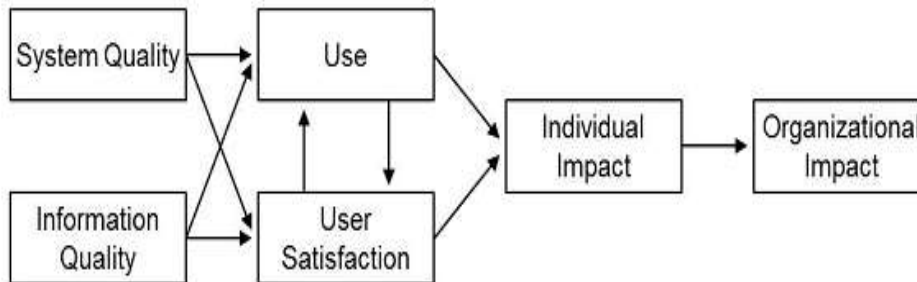 System Quality
Use
Individual
Impact
Organizational
Impact
Information
Quality
User
Satisfaction